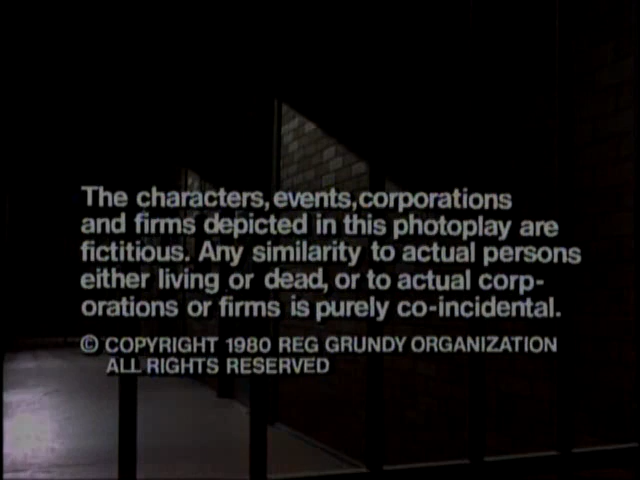 The characters, events, corporations
and firms depicted in this photoplay are
fictitious. Any similarity to actual persons
either living or dead, or to actual corp-
orations or firms is purely co-incidental.
© COPYRIGHT 1980 REG GRUNDY ORGANIZATION
ALL RIGHTS RESERVED